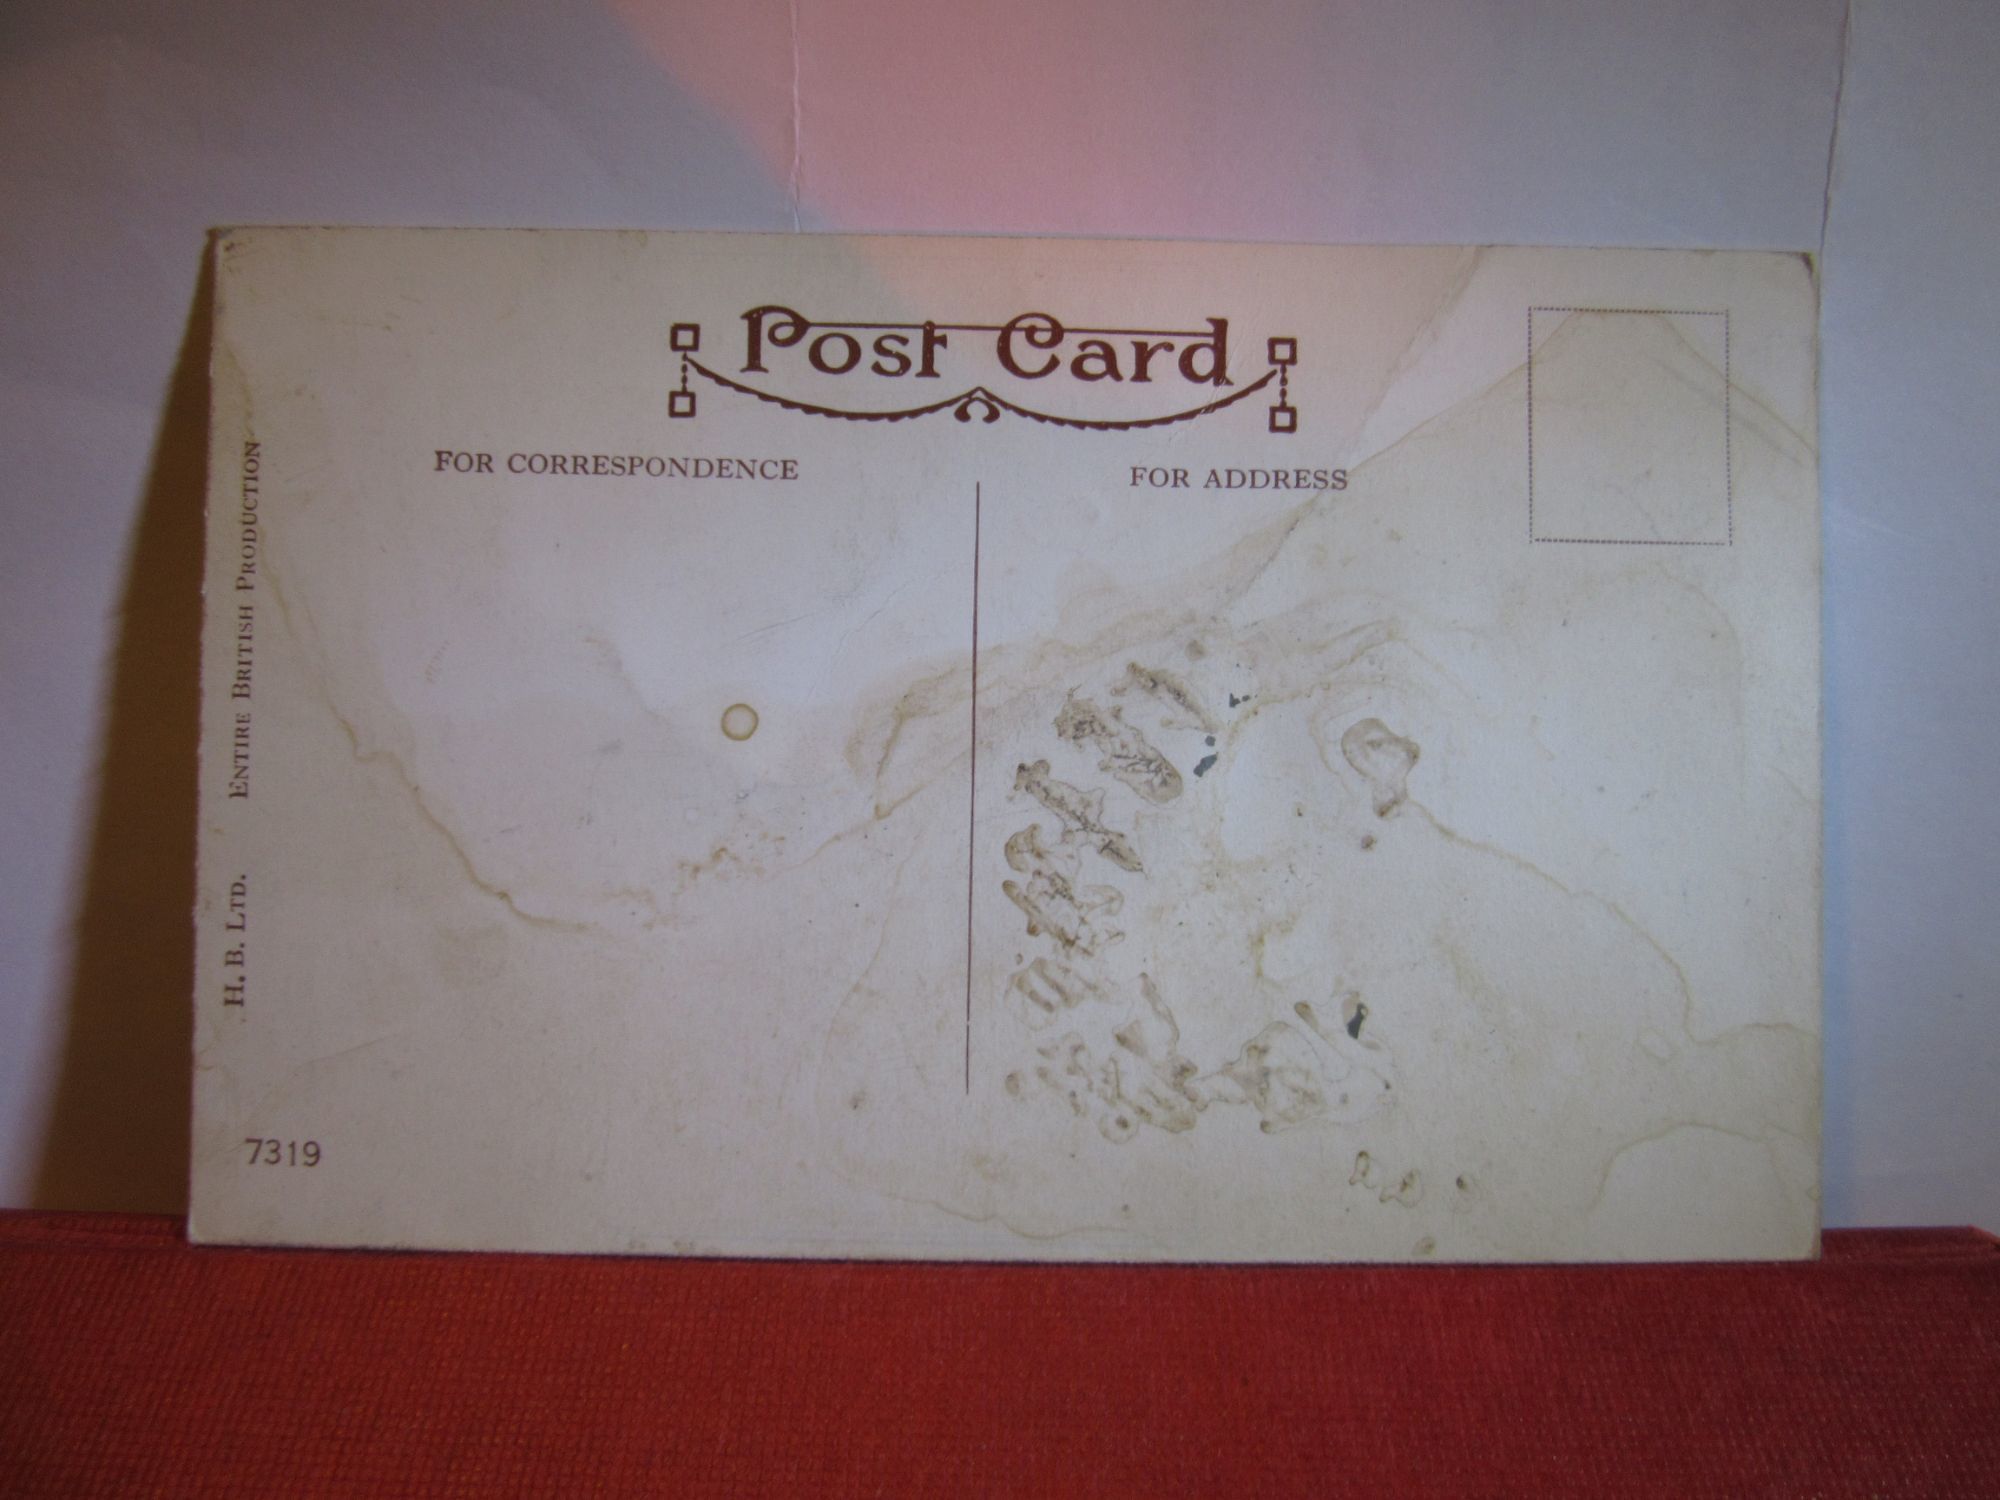 Post Card
FOR CORRESPONDENCE
FOR ADDRESS
H. B. LTD. ENTIRE BRITISH PRODUCTION
7319